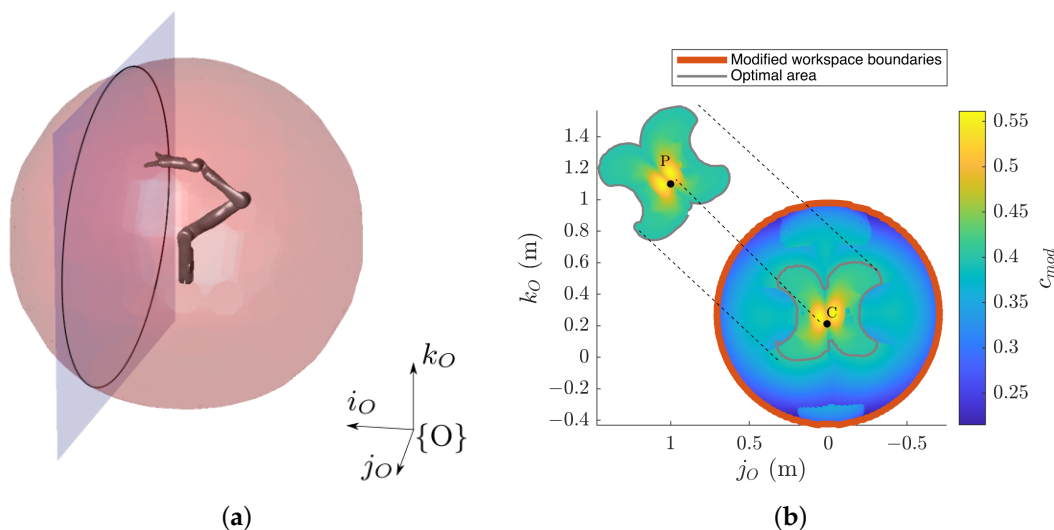 k_O
i_O
{O}
j_O
(a)
Modified workspace boundaries
Optimal area
1.4
1.2
1
0.8
0.6
0.4
0.2
0
−0.2
−0.4
k_O (m)
P
C
1
0.5
0
−0.5
j_O (m)
0.55
0.5
0.45
0.4
0.35
0.3
0.25
c_mod
(b)